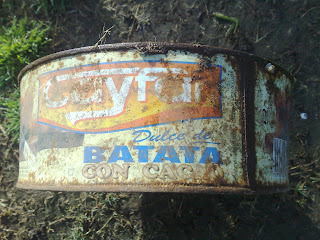 cayfar
Dulce de
BATATA
CON CACAO